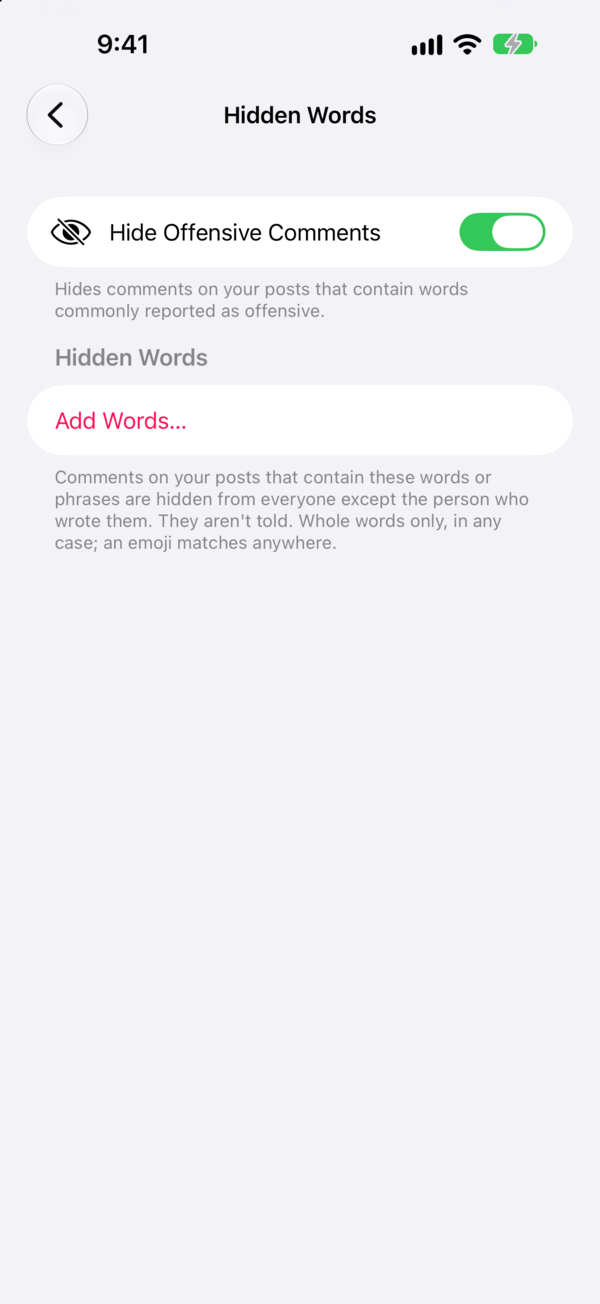 9:41
Hidden Words
Hide Offensive Comments
Hides comments on your posts that contain words
commonly reported as offensive.
Hidden Words
Add Words...
Comments on your posts that contain these words or
phrases are hidden from everyone except the person who
wrote them. They aren't told. Whole words only, in any
case; an emoji matches anywhere.